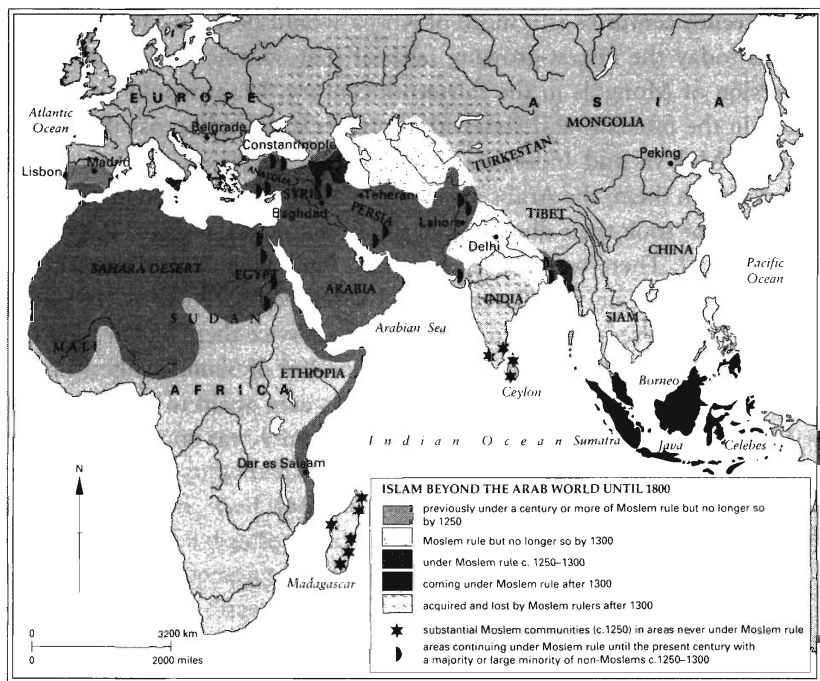 EUROPE
ASIA
MONGOLIA
Atlantic
Ocean
Belgrade
Constantinople
TURKESTAN
Peking
Lisbon
Madrid
ANATOLIA
SYRIA
Teheran
Baghdad
PERSIA
Lahore
TIBET
Delhi
CHINA
SAHARA DESERT
EGYPT
ARABIA
INDIA
Pacific
Ocean
SUDAN
SIAM
Arabian Sea
MALI
ETHIOPIA
AFRICA
Ceylon
Borneo
Indian Ocean
Sumatra
Java
Celebes
Dar es Salaam
N
Madagascar
ISLAM BEYOND THE ARAB WORLD UNTIL 1800
previously under a century or more of Moslem rule but no longer so
by 1250
Moslem rule but no longer so by 1300
under Moslem rule c. 1250–1300
coming under Moslem rule after 1300
acquired and lost by Moslem rulers after 1300
substantial Moslem communities (c.1250) in areas never under Moslem rule
areas continuing under Moslem rule until the present century with
a majority or large minority of non-Moslems c.1250–1300
0 3200 km
0 2000 miles